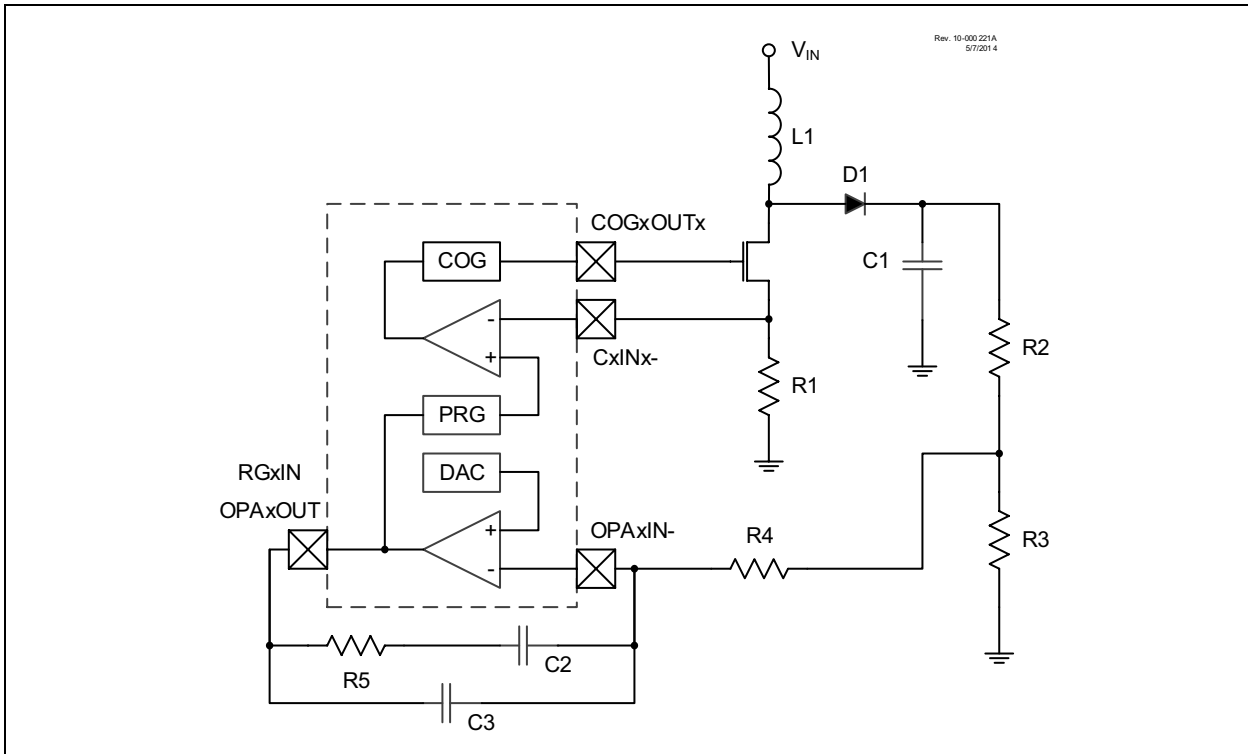 Rev. 10-000 221A
5/7/2014
VIN
L1
D1
COGxOUTx
COG
C1
CxINx-
R2
R1
PRG
RGxIN
DAC
OPAxOUT
OPAxIN-
R4
R3
R5
C2
C3
-
+
+
-